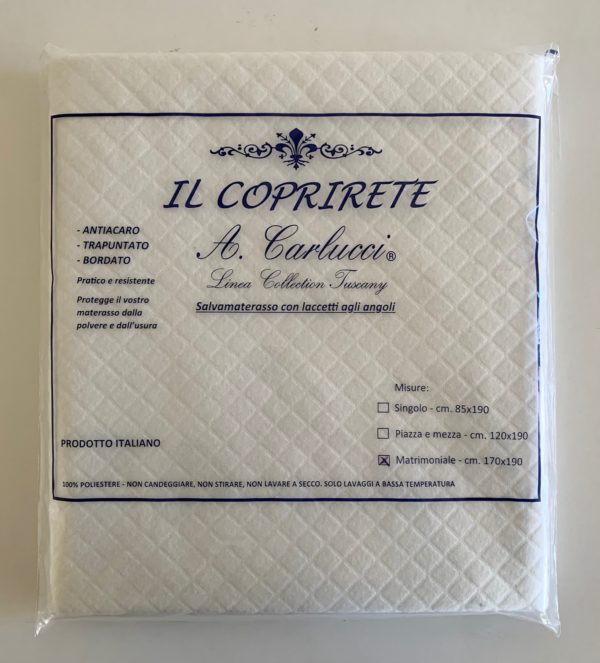 IL COPRIRETE
- ANTIACARO
- TRAPUNTATO
- BORDATO
A. Carlucci®
Linea Collection Tuscany
Pratico e resistente
Protegge il vostro
materasso dalla
polvere e dall'usura
Salvamaterasso con laccetti agli angoli
Misure:
Singolo - cm. 85x190
Piazza e mezza - cm. 120x190
PRODOTTO ITALIANO
Matrimoniale - cm. 170x190
100% POLIESTERE - NON CANDEGGIARE, NON STIRARE, NON LAVARE A SECCO. SOLO LAVAGGI A BASSA TEMPERATURA